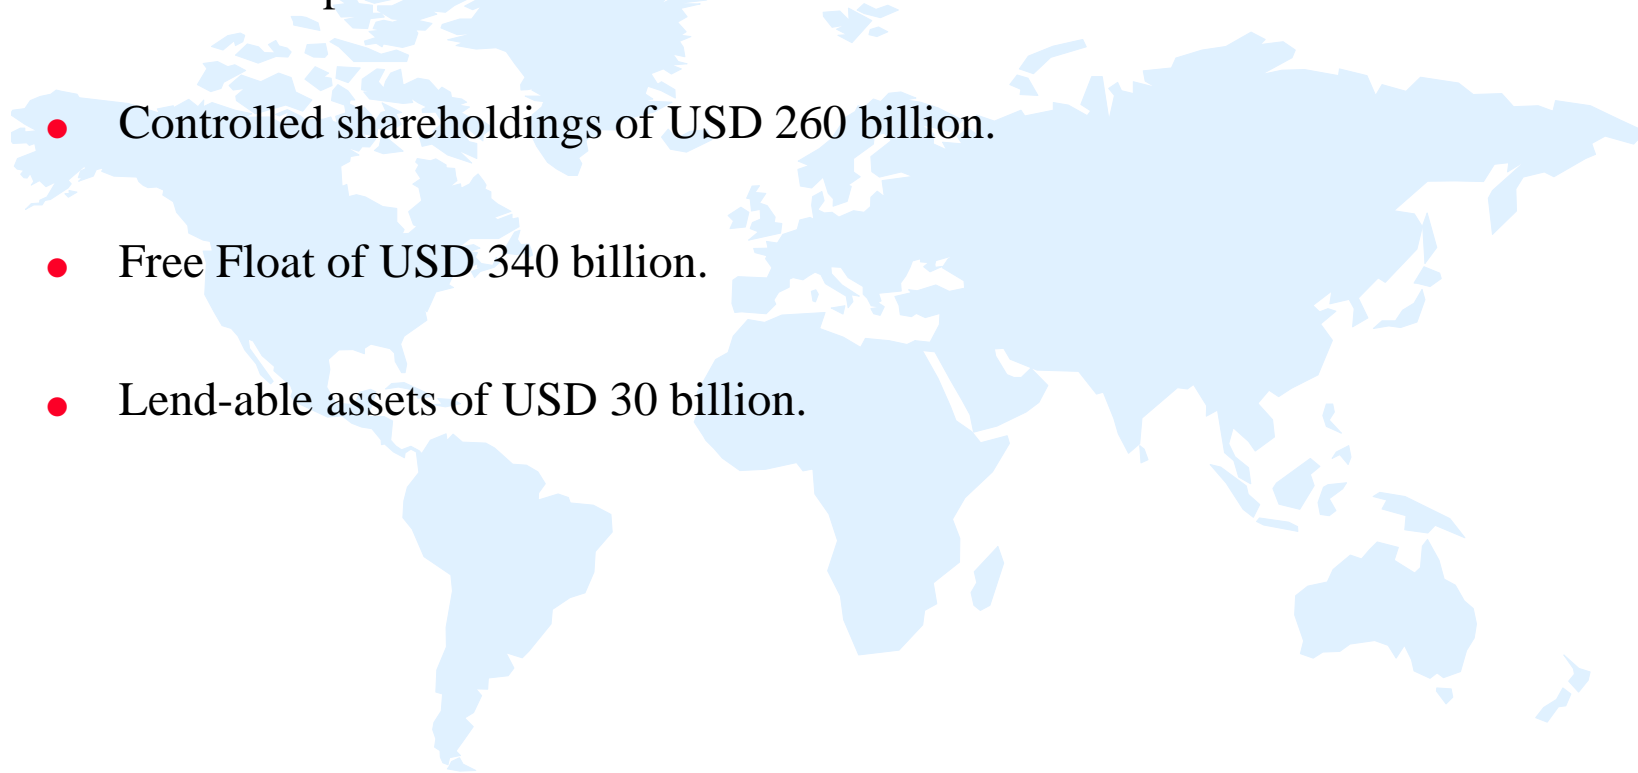 • Controlled shareholdings of USD 260 billion.
• Free Float of USD 340 billion.
• Lend-able assets of USD 30 billion.